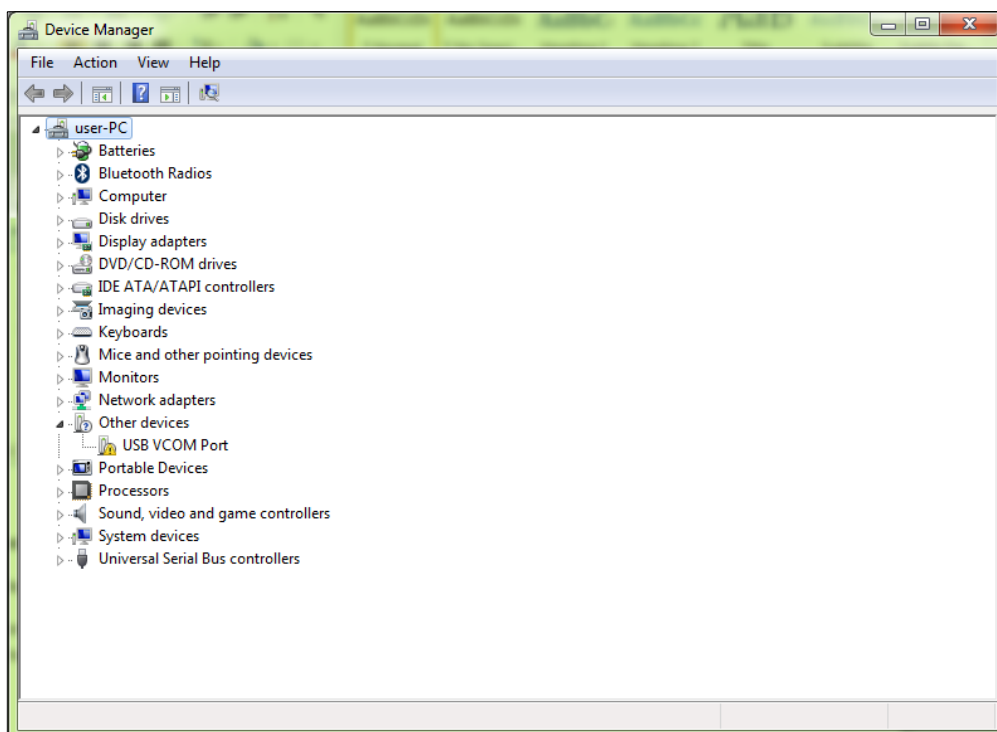 Device Manager
File Action View Help
user-PC
Batteries
Bluetooth Radios
Computer
Disk drives
Display adapters
DVD/CD-ROM drives
IDE ATA/ATAPI controllers
Imaging devices
Keyboards
Mice and other pointing devices
Monitors
Network adapters
Other devices
USB VCOM Port
Portable Devices
Processors
Sound, video and game controllers
System devices
Universal Serial Bus controllers